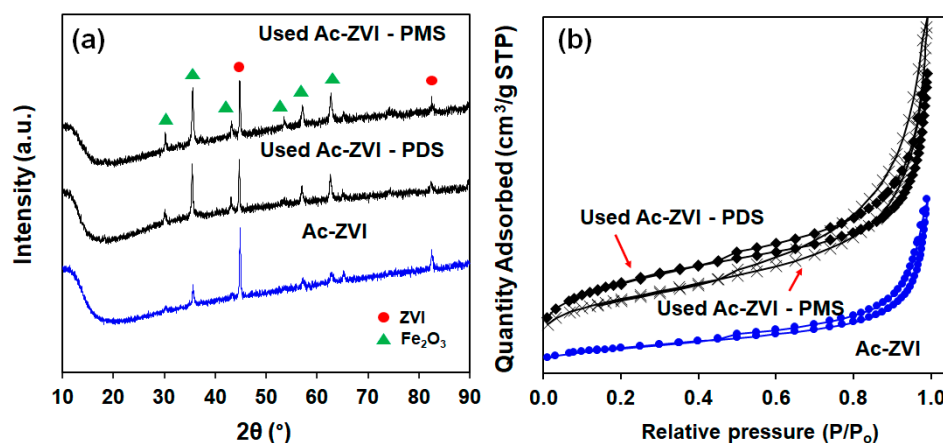 (a)
Used Ac-ZVI - PMS
Used Ac-ZVI - PDS
Ac-ZVI
ZVI
Fe₂O₃
Intensity (a.u.)
10 20 30 40 50 60 70 80 90
2θ (°)
(b)
Quantity Adsorbed (cm³/g STP)
Used Ac-ZVI - PDS
Used Ac-ZVI - PMS
Ac-ZVI
0.0 0.2 0.4 0.6 0.8 1.0
Relative pressure (P/Pₒ)